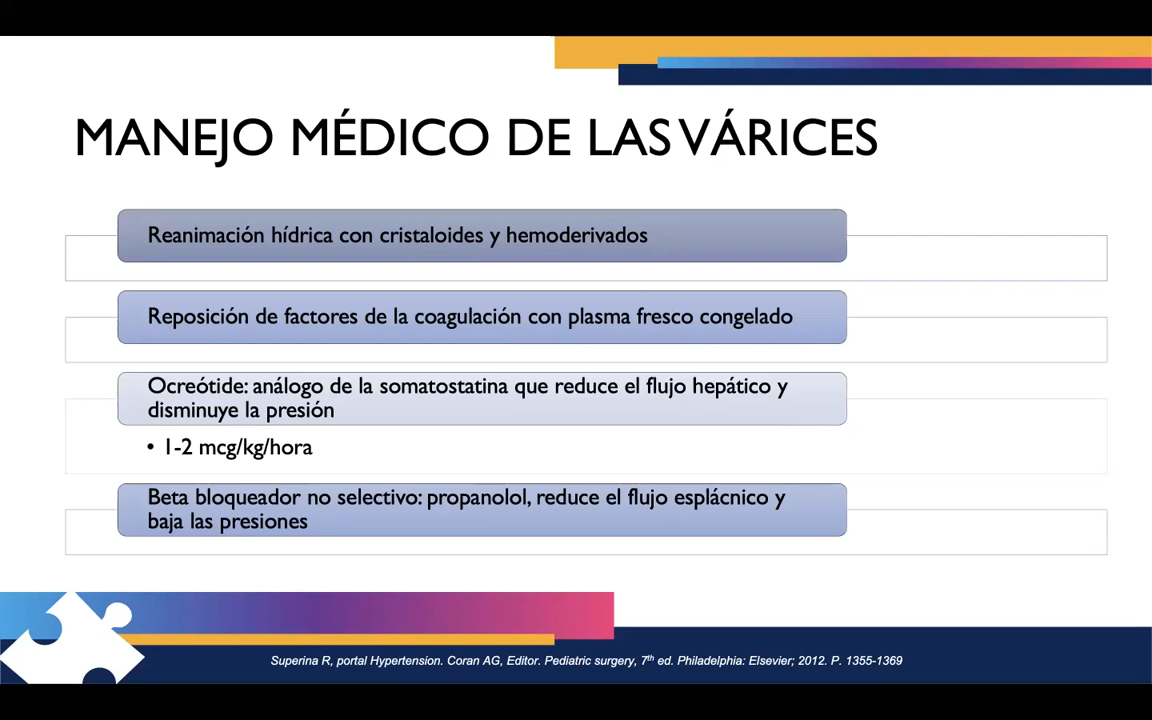 MANEJO MÉDICO DE LAS VÁRICES
Reanimación hídrica con cristaloides y hemoderivados
Reposición de factores de la coagulación con plasma fresco congelado
Ocreótide: análogo de la somatostatina que reduce el flujo hepático y
disminuye la presión
• 1-2 mcg/kg/hora
Beta bloqueador no selectivo: propanolol, reduce el flujo esplácnico y
baja las presiones
Superina R, portal Hypertension. Coran AG, Editor. Pediatric surgery, 7th ed. Philadelphia: Elsevier; 2012. P. 1355-1369